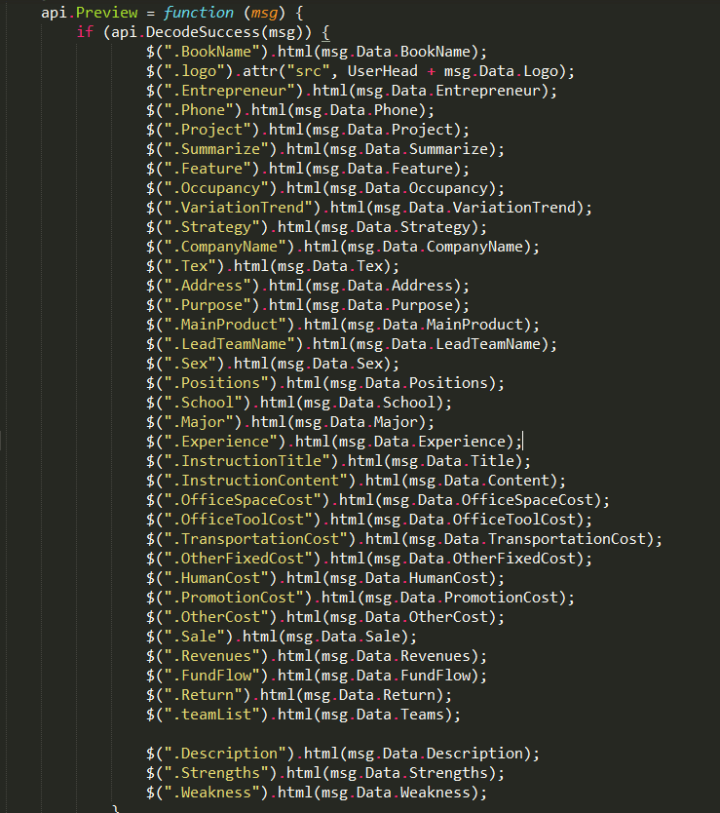 api.Preview = function (msg) {
if (api.DecodeSuccess(msg)) {
$(".BookName").html(msg.Data.BookName);
$(".logo").attr("src", UserHead + msg.Data.Logo);
$(".Entrepreneur").html(msg.Data.Entrepreneur);
$(".Phone").html(msg.Data.Phone);
$(".Project").html(msg.Data.Project);
$(".Summarize").html(msg.Data.Summarize);
$(".Feature").html(msg.Data.Feature);
$(".Occupancy").html(msg.Data.Occupancy);
$(".VariationTrend").html(msg.Data.VariationTrend);
$(".Strategy").html(msg.Data.Strategy);
$(".CompanyName").html(msg.Data.CompanyName);
$(".Tex").html(msg.Data.Tex);
$(".Address").html(msg.Data.Address);
$(".Purpose").html(msg.Data.Purpose);
$(".MainProduct").html(msg.Data.MainProduct);
$(".LeadTeamName").html(msg.Data.LeadTeamName);
$(".Sex").html(msg.Data.Sex);
$(".Positions").html(msg.Data.Positions);
$(".School").html(msg.Data.School);
$(".Major").html(msg.Data.Major);
$(".Experience").html(msg.Data.Experience);
$(".InstructionTitle").html(msg.Data.Title);
$(".InstructionContent").html(msg.Data.Content);
$(".OfficeSpaceCost").html(msg.Data.OfficeSpaceCost);
$(".OfficeToolCost").html(msg.Data.OfficeToolCost);
$(".TransportationCost").html(msg.Data.TransportationCost);
$(".OtherFixedCost").html(msg.Data.OtherFixedCost);
$(".HumanCost").html(msg.Data.HumanCost);
$(".PromotionCost").html(msg.Data.PromotionCost);
$(".OtherCost").html(msg.Data.OtherCost);
$(".Sale").html(msg.Data.Sale);
$(".Revenues").html(msg.Data.Revenues);
$(".FundFlow").html(msg.Data.FundFlow);
$(".Return").html(msg.Data.Return);
$(".teamList").html(msg.Data.Teams);
$(".Description").html(msg.Data.Description);
$(".Strengths").html(msg.Data.Strengths);
$(".Weakness").html(msg.Data.Weakness);
}